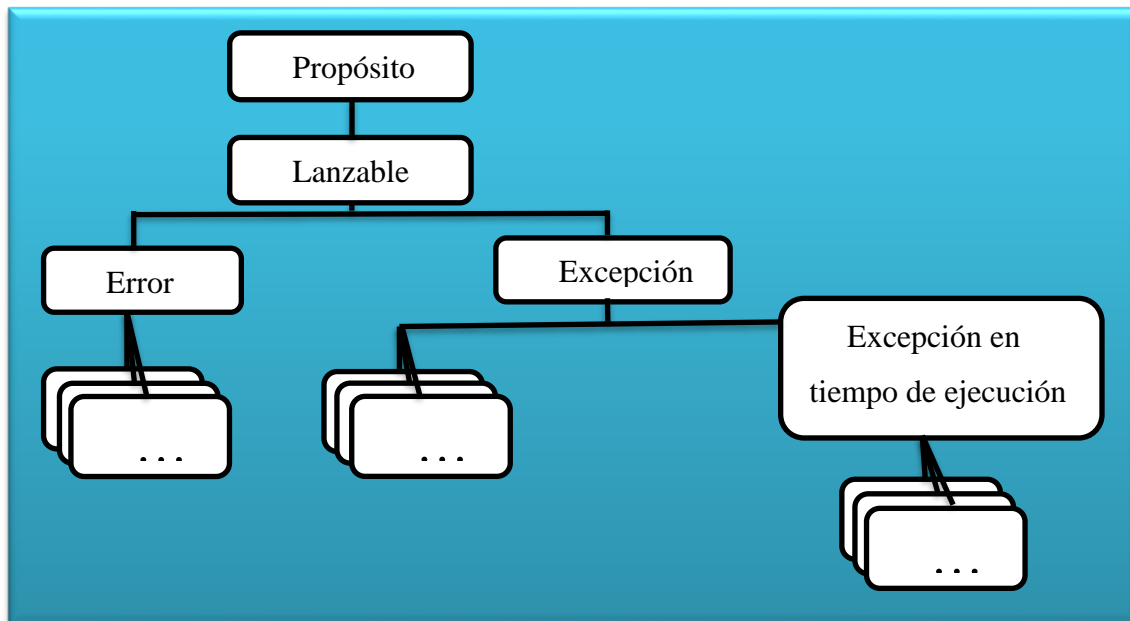 Propósito
Lanzable
Error
Excepción
Excepción en
tiempo de ejecución
. . .
. . .
. . .